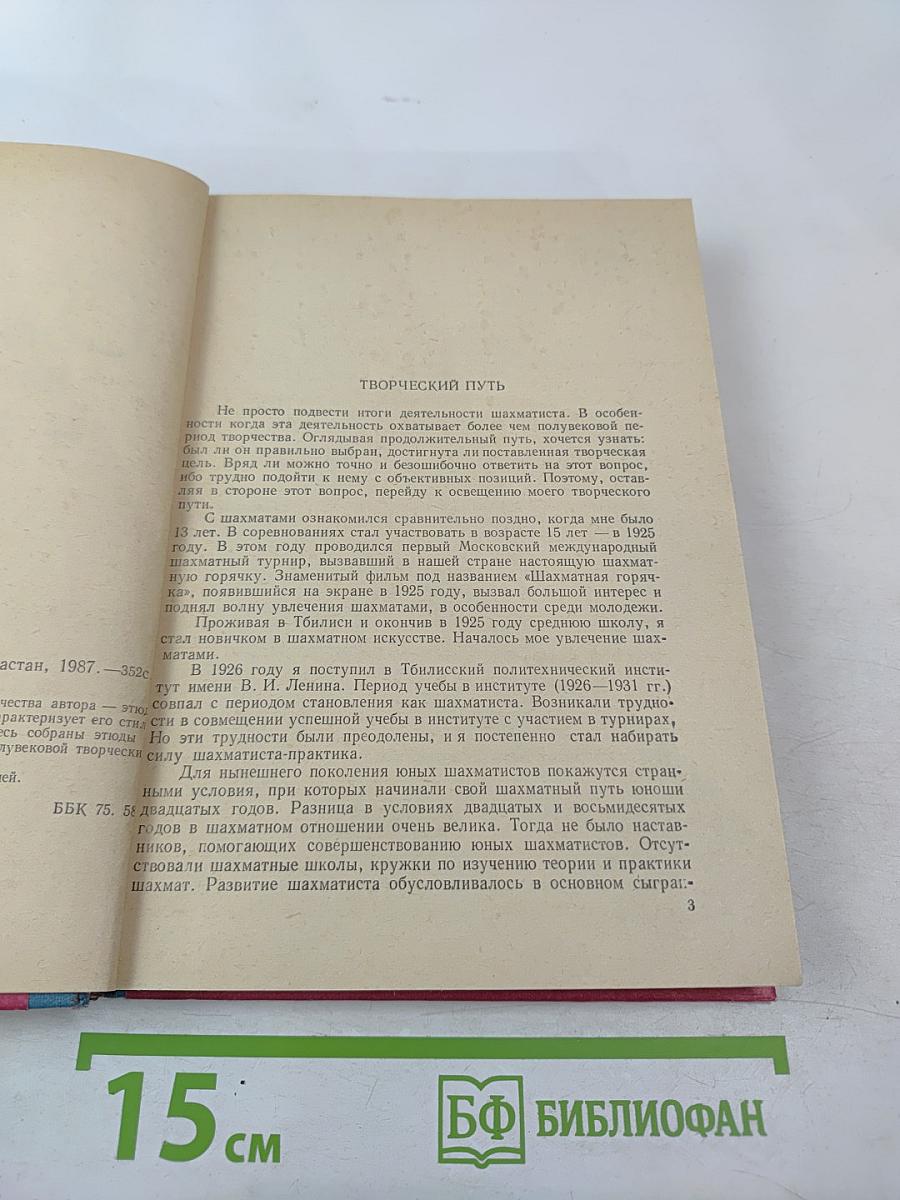 астан, 1987.—352с
чества автора — этю
арактеризует его стил
есь собраны этюды
лувековой творчески
лей.
ББК 75. 58
ТВОРЧЕСКИЙ ПУТЬ
Не просто подвести итоги деятельности шахматиста. В особен-
ности когда эта деятельность охватывает более чем полувековой
период творчества. Оглядывая продолжительный путь, хочется узнать:
был ли он правильно выбран, достигнута ли поставленная творческая
цель. Вряд ли можно точно и безошибочно ответить на этот вопрос,
ибо трудно подойти к нему с объективных позиций. Поэтому, остав-
ляя в стороне этот вопрос, перейду к освещению моего творческого
пути.
С шахматами ознакомился сравнительно поздно, когда мне было
13 лет. В соревнованиях стал участвовать в возрасте 15 лет — в 1925
году. В этом году проводился первый Московский международный
шахматный турнир, вызвавший в нашей стране настоящую шахмат-
ную горячку. Знаменитый фильм под названием «Шахматная горяч-
ка», появившийся на экране в 1925 году, вызвал большой интерес и
поднял волну увлечения шахматами, в особенности среди молодежи.
Проживая в Тбилиси и окончив в 1925 году среднюю школу, я
стал новичком в шахматном искусстве. Началось мое увлечение шах-
матами.
В 1926 году я поступил в Тбилисский политехнический инсти-
тут имени В. И. Ленина. Период учебы в институте (1926—1931 гг.)
совпал с периодом становления как шахматиста. Возникали трудно-
сти в совмещении успешной учебы в институте с участием в турнирах,
Но эти трудности были преодолены, и я постепенно стал набирать
силу шахматиста-практика.
Для нынешнего поколения юных шахматистов покажутся стран-
ными условия, при которых начинали свой шахматный путь юноши
двадцатых годов. Разница в условиях двадцатых и восьмидесятых
годов в шахматном отношении очень велика. Тогда не было настав-
ников, помогающих совершенствованию юных шахматистов. Отсут-
ствовали шахматные школы, кружки по изучению теории и практики
шахмат. Развитие шахматиста обусловливалось в основном сыгран-
3
15 см
БФ БИБЛИОФАН